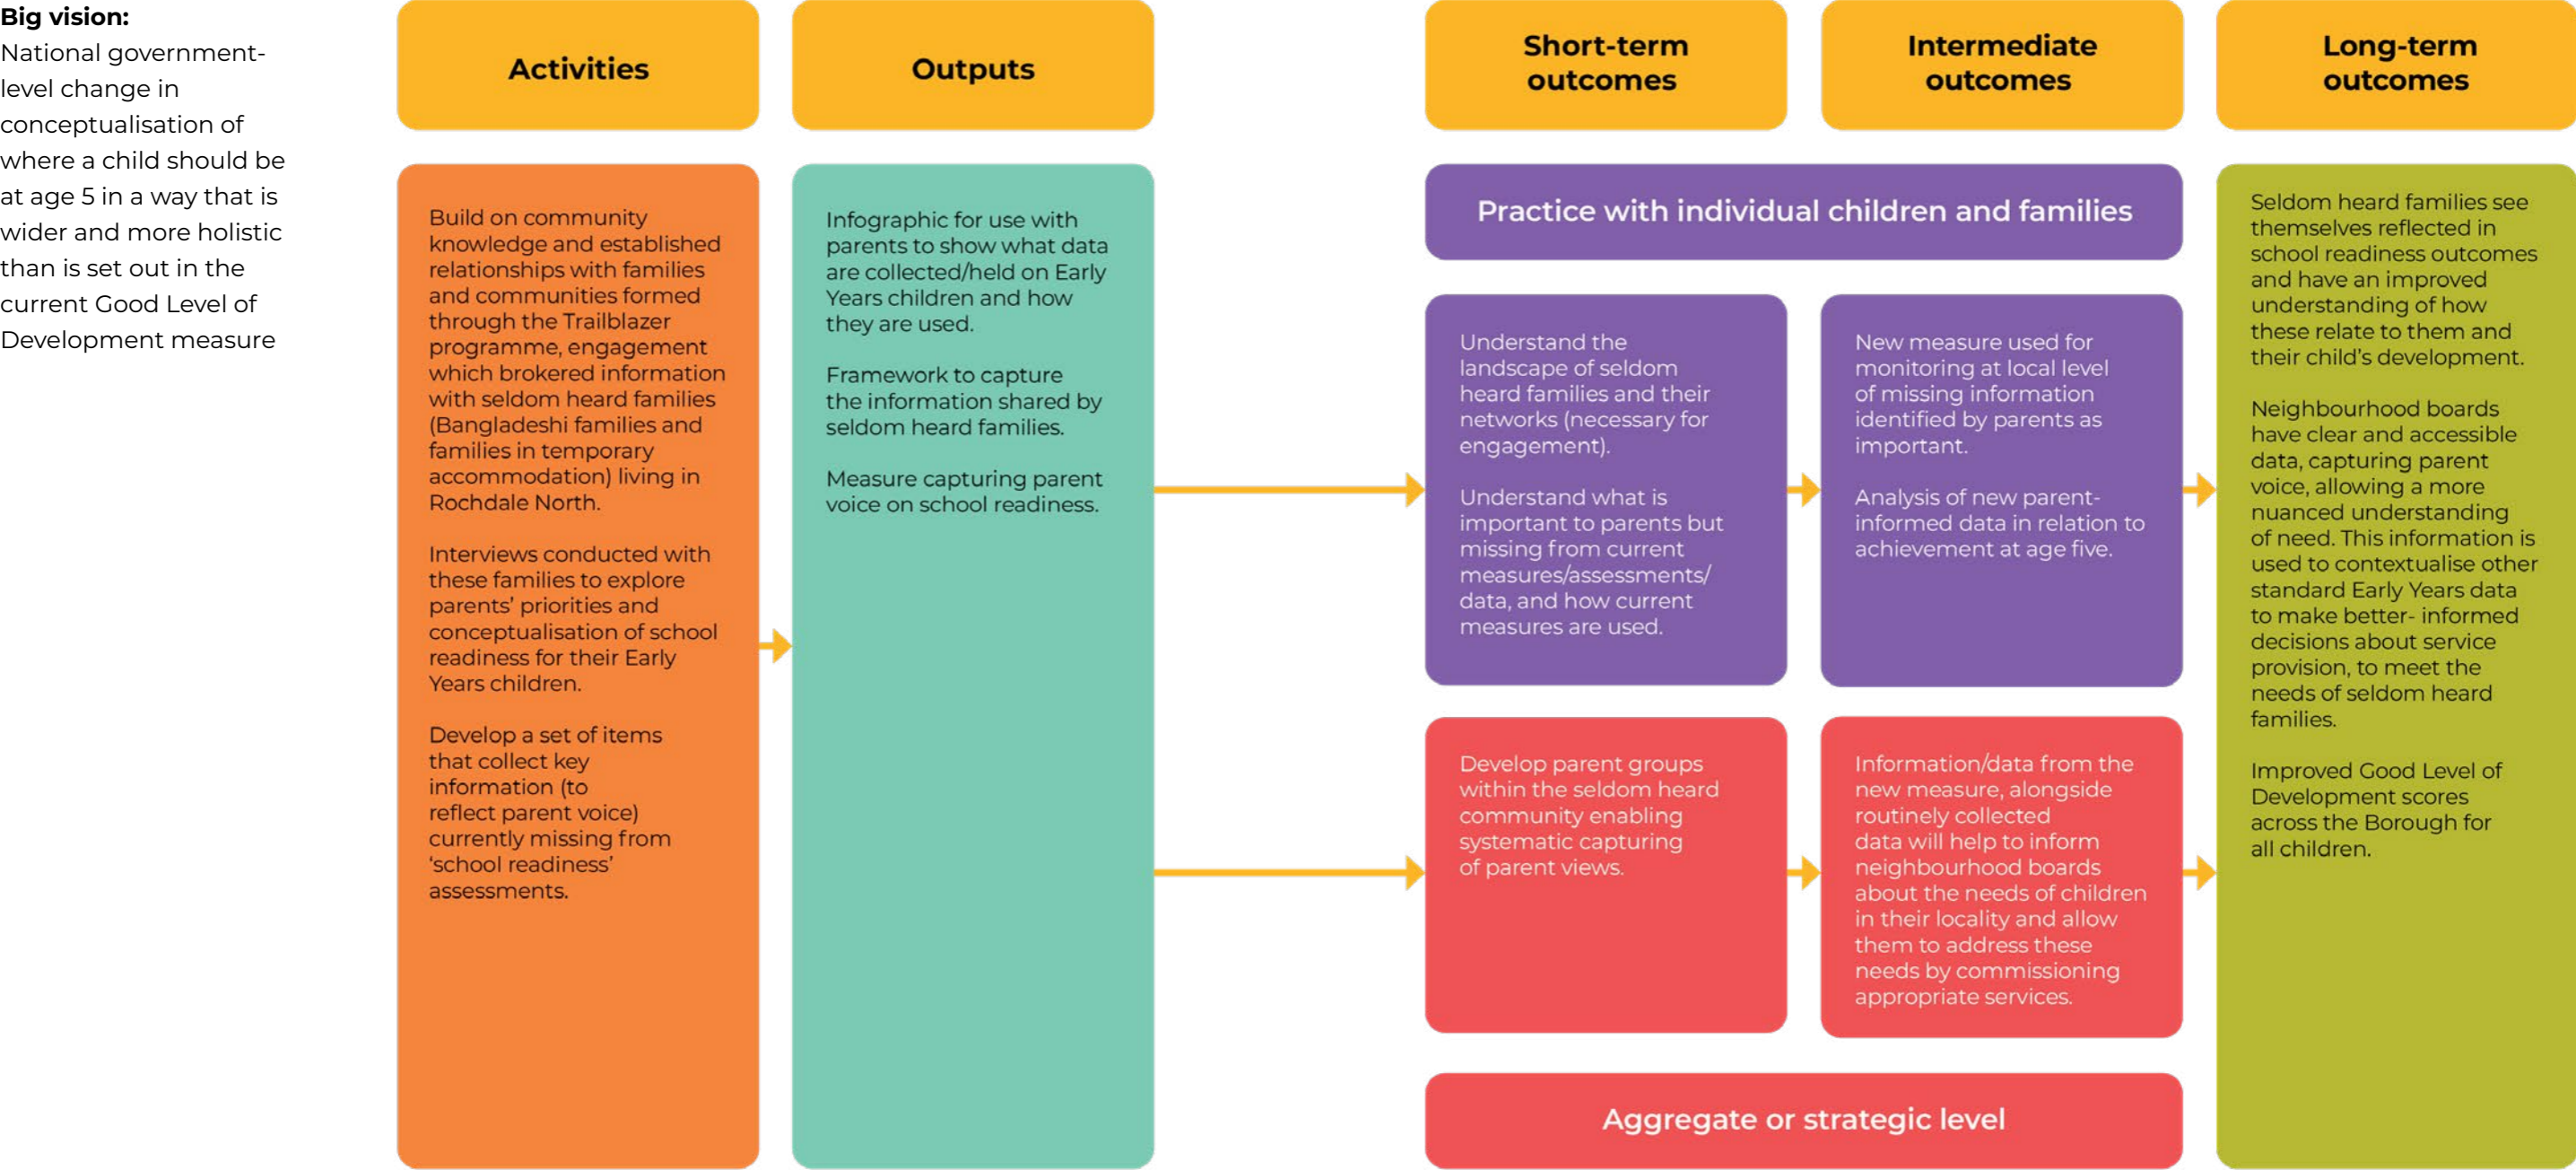 Big vision:
National government-
level change in
conceptualisation of
where a child should be
at age 5 in a way that is
wider and more holistic
than is set out in the
current Good Level of
Development measure
Activities
Build on community
knowledge and established
relationships with families
and communities formed
through the Trailblazer
programme, engagement
which brokered information
with seldom heard families
(Bangladeshi families and
families in temporary
accommodation) living in
Rochdale North.
Interviews conducted with
these families to explore
parents' priorities and
conceptualisation of school
readiness for their Early
Years children.
Develop a set of items
that collect key
information (to
reflect parent voice)
currently missing from
‘school readiness’
assessments.
Outputs
Infographic for use with
parents to show what data
are collected/held on Early
Years children and how
they are used.
Framework to capture
the information shared by
seldom heard families.
Measure capturing parent
voice on school readiness.
Short-term
outcomes
Intermediate
outcomes
Practice with individual children and families
Understand the
landscape of seldom
heard families and their
networks (necessary for
engagement).
Understand what is
important to parents but
missing from current
measures/assessments/
data, and how current
measures are used.
New measure used for
monitoring at local level
of missing information
identified by parents as
important.
Analysis of new parent-
informed data in relation to
achievement at age five.
Develop parent groups
within the seldom heard
community enabling
systematic capturing
of parent views.
Information/data from the
new measure, alongside
routinely collected
data will help to inform
neighbourhood boards
about the needs of children
in their locality and allow
them to address these
needs by commissioning
appropriate services.
Aggregate or strategic level
Long-term
outcomes
Seldom heard families see
themselves reflected in
school readiness outcomes
and have an improved
understanding of how
these relate to them and
their child's development.
Neighbourhood boards
have clear and accessible
data, capturing parent
voice, allowing a more
nuanced understanding
of need. This information is
used to contextualise other
standard Early Years data
to make better- informed
decisions about service
provision, to meet the
needs of seldom heard
families.
Improved Good Level of
Development scores
across the Borough for
all children.